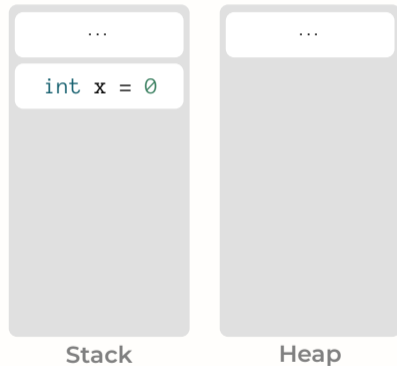 ...
...
int x = 0
Stack
Heap